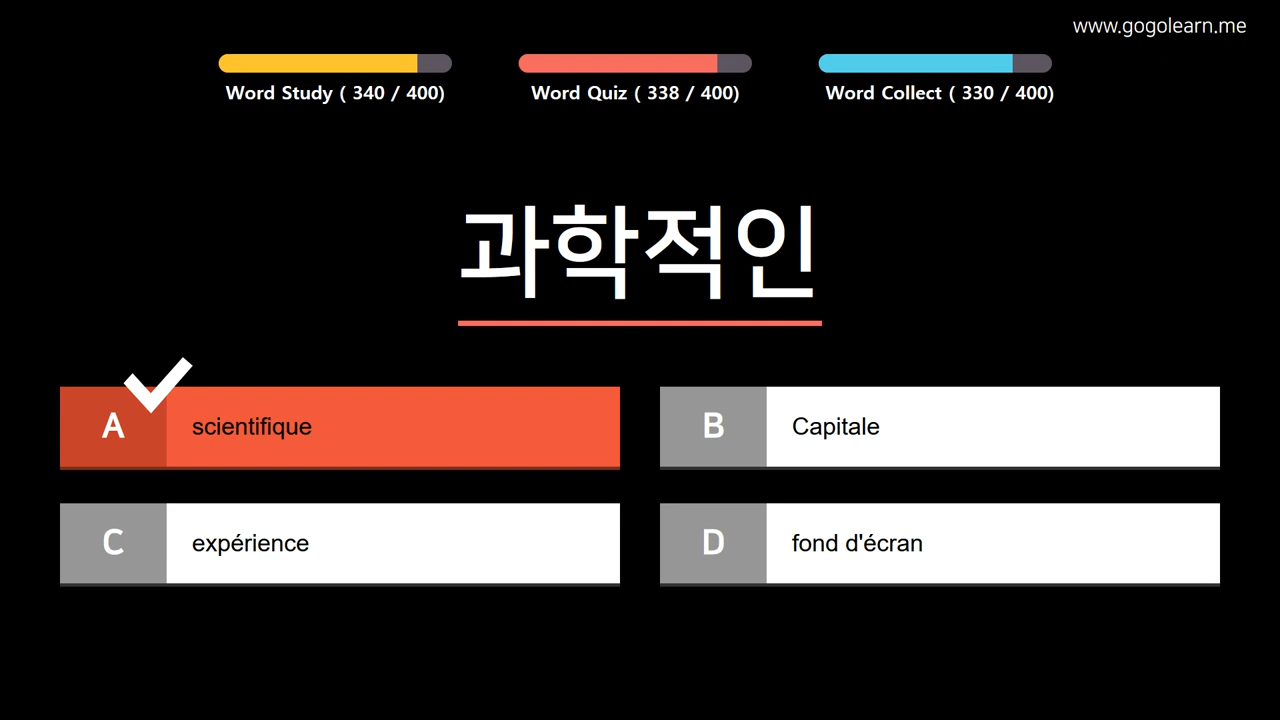 www.gogolearn.me
Word Study ( 340 / 400)
Word Quiz ( 338 / 400)
Word Collect ( 330 / 400)
과학적인
A scientifique
B Capitale
C expérience
D fond d'écran